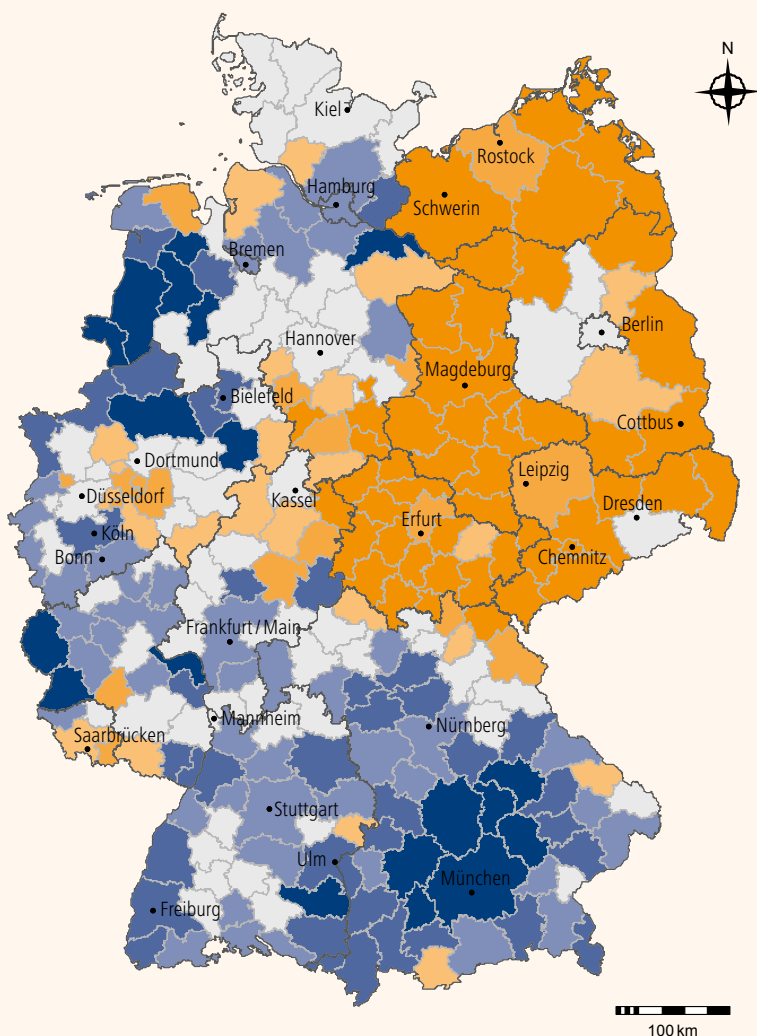 N
Kiel
Rostock
Hamburg
Schwerin
Bremen
Berlin
Hannover
Magdeburg
Bielefeld
Cottbus
Dortmund
Leipzig
Düsseldorf
Kassel
Dresden
Köln
Erfurt
Chemnitz
Bonn
Frankfurt / Main
Mannheim
Nürnberg
Saarbrücken
Stuttgart
Ulm
München
Freiburg
100 km